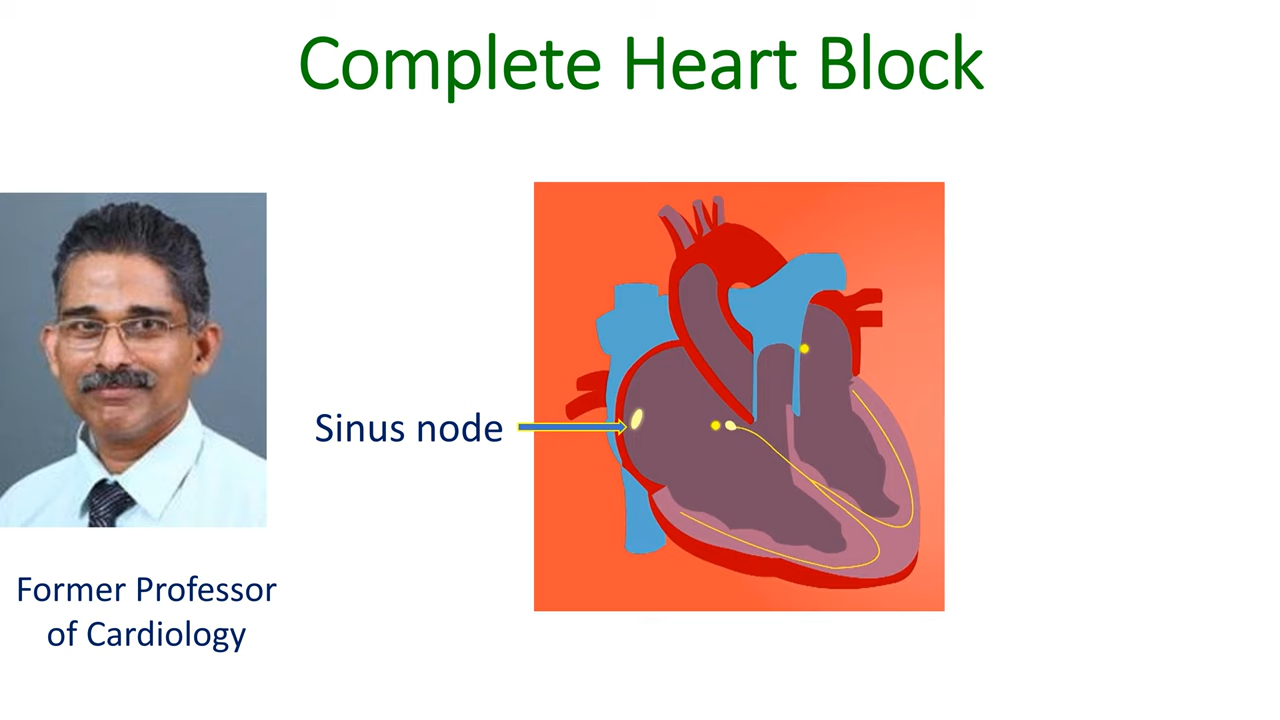 Complete Heart Block
Sinus node
Former Professor
of Cardiology